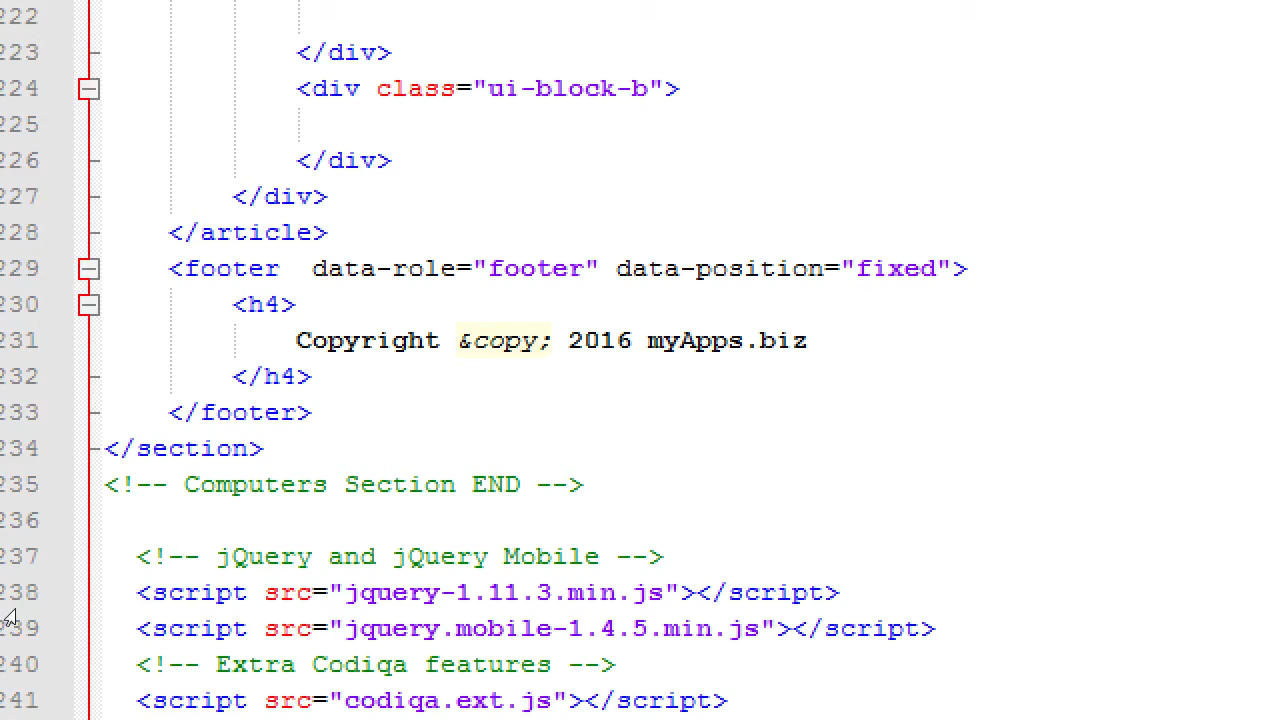 222
223 </div>
224 <div class="ui-block-b">
225
226 </div>
227 </div>
228 </article>
229 <footer  data-role="footer" data-position="fixed">
230 <h4>
231 Copyright &copy; 2016 myApps.biz
232 </h4>
233 </footer>
234 </section>
235 <!-- Computers Section END -->
236
237 <!-- jQuery and jQuery Mobile -->
238 <script src="jquery-1.11.3.min.js"></script>
239 <script src="jquery.mobile-1.4.5.min.js"></script>
240 <!-- Extra Codiqa features -->
241 <script src="codiqa.ext.js"></script>